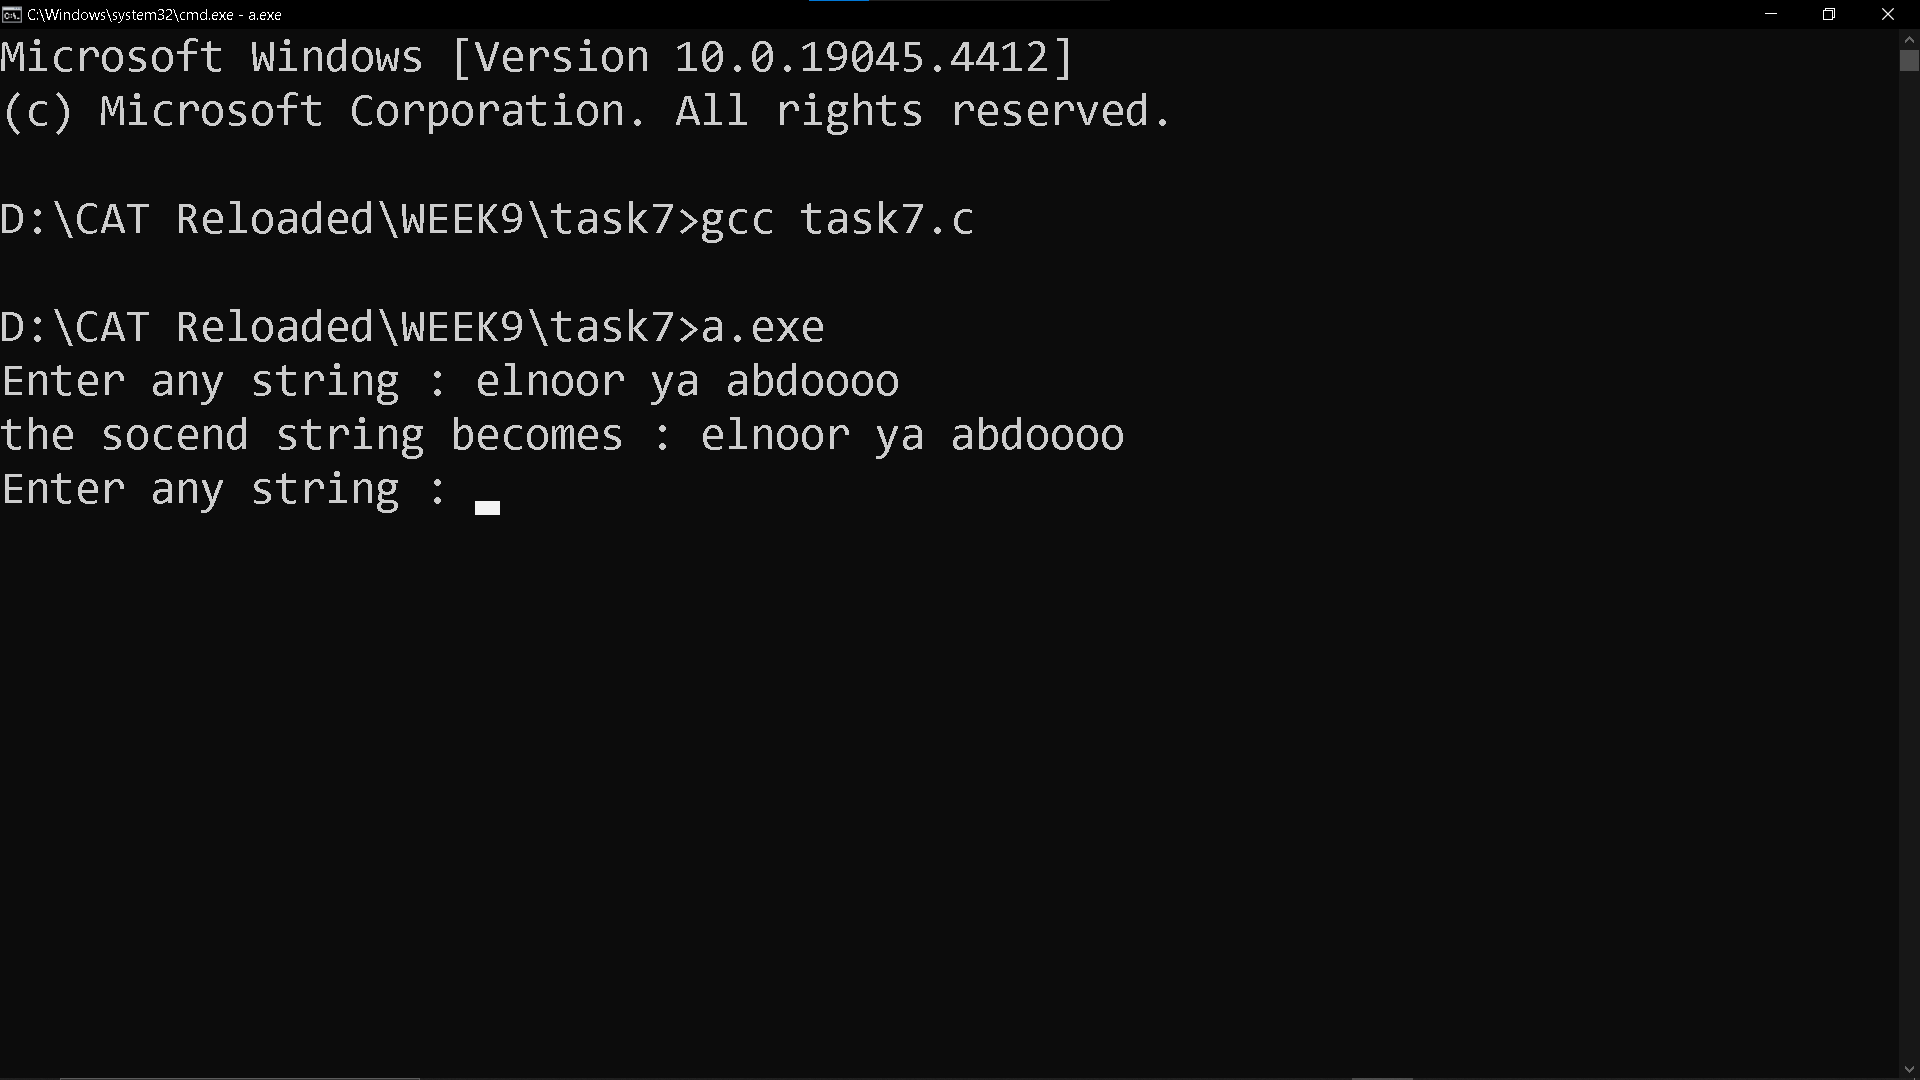 C:\Windows\system32\cmd.exe - a.exe
Microsoft Windows [Version 10.0.19045.4412]
(c) Microsoft Corporation. All rights reserved.
D:\CAT Reloaded\WEEK9\task7>gcc task7.c
D:\CAT Reloaded\WEEK9\task7>a.exe
Enter any string : elnoor ya abdoooo
the socend string becomes : elnoor ya abdoooo
Enter any string :